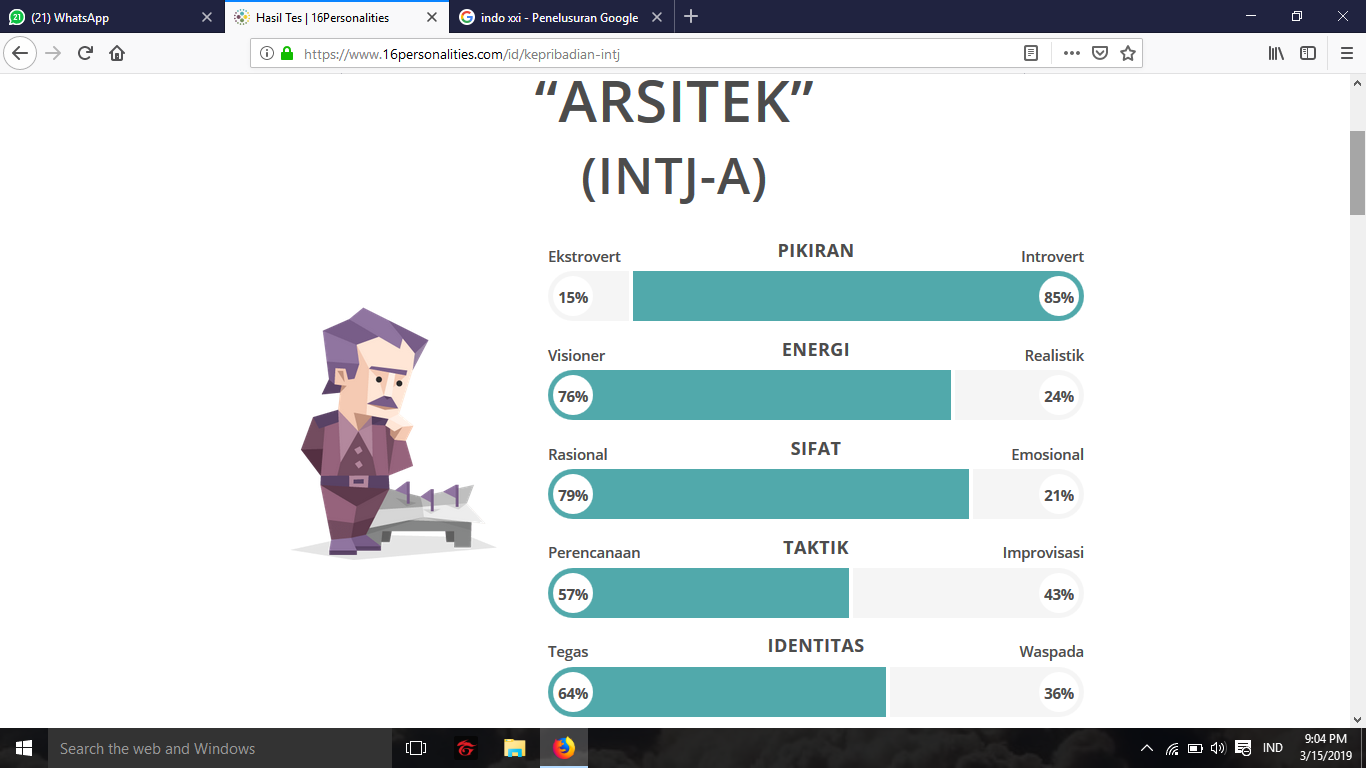 21
(21) WhatsApp
Hasil Tes | 16Personalities
indo xxi - Penelusuran Google
https://www.16personalities.com/id/kepribadian-intj
“ARSITEK”
(INTJ-A)
PIKIRAN
Ekstrovert Introvert
15% 85%
ENERGI
Visioner Realistik
76% 24%
SIFAT
Rasional Emosional
79% 21%
TAKTIK
Perencanaan Improvisasi
57% 43%
IDENTITAS
Tegas Waspada
64% 36%
Search the web and Windows
IND
9:04 PM
3/15/2019